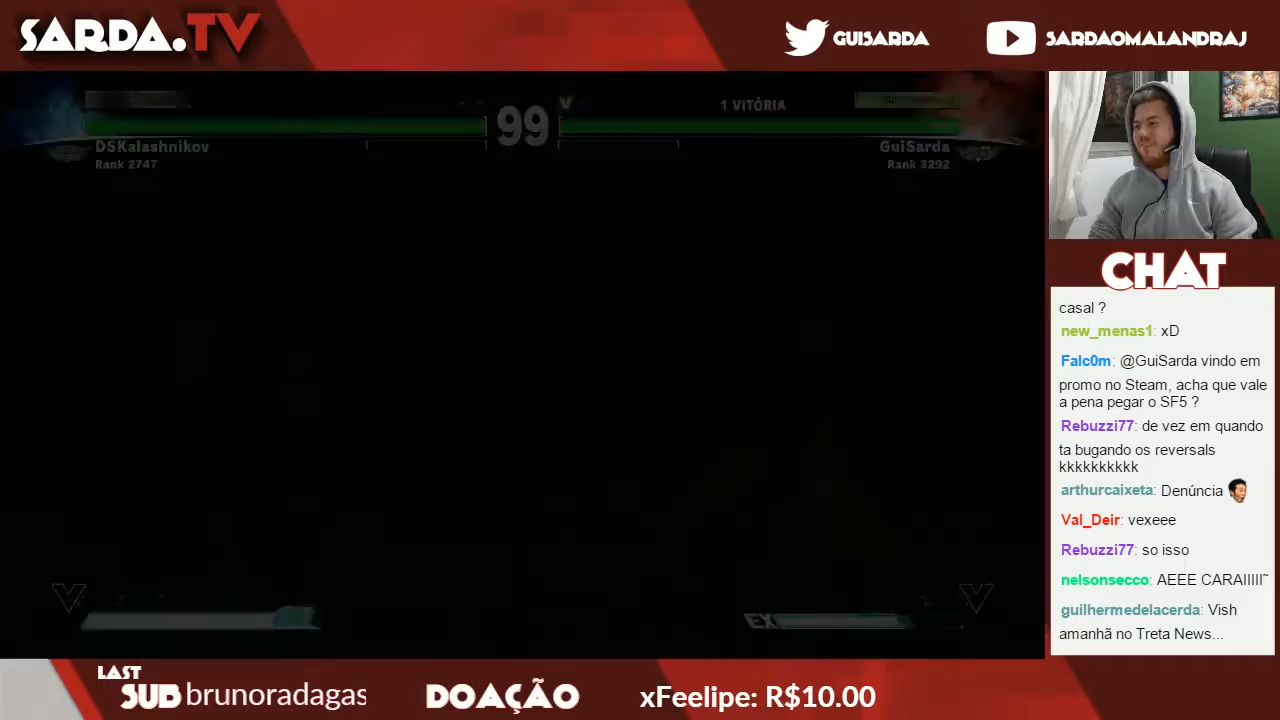 SARDA.TV
GUISARDA
SARDAOMALANDRAJ
1 VITÓRIA
99
V
DSKalashnikov
Rank 2747
GuiSarda
Rank 3292
CHAT
casal ?
new_menas1: xD
Falc0m: @GuiSarda vindo em
promo no Steam, acha que vale
a pena pegar o SF5 ?
Rebuzzi77: de vez em quando
ta bugando os reversals
kkkkkkkkkk
arthurcaixeta: Denúncia
Val_Deir: vexeee
Rebuzzi77: so isso
nelsonsecco: AEEE CARAIIIII~
guilhermedelacerda: Vish
amanhã no Treta News...
V
V
EX
LAST
SUB brunoradagas
DOAÇÃO
xFeelipe: R$10.00